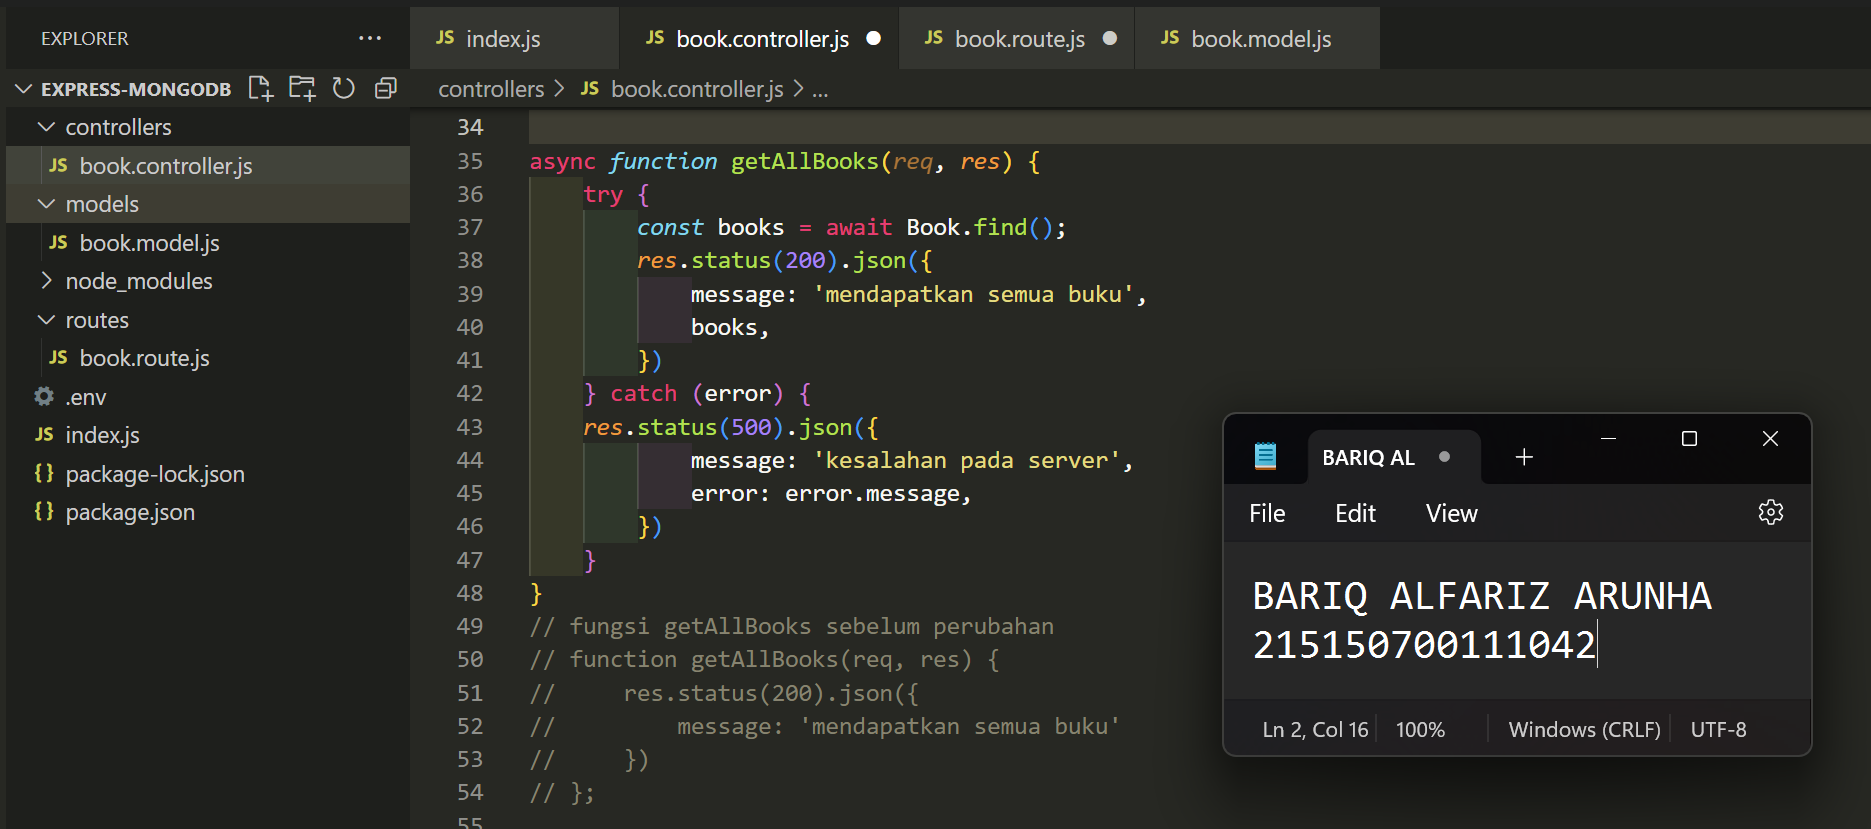 EXPLORER
EXPRESS-MONGODB
controllers
JS book.controller.js
models
JS book.model.js
node_modules
routes
JS book.route.js
.env
JS index.js
{} package-lock.json
{} package.json
JS index.js
JS book.controller.js
JS book.route.js
JS book.model.js
controllers > JS book.controller.js > ...
34
35 async function getAllBooks(req, res) {
36     try {
37         const books = await Book.find();
38         res.status(200).json({
39             message: 'mendapatkan semua buku',
40             books,
41         })
42     } catch (error) {
43     res.status(500).json({
44             message: 'kesalahan pada server',
45             error: error.message,
46         })
47     }
48 }
49 // fungsi getAllBooks sebelum perubahan
50 // function getAllBooks(req, res) {
51 //     res.status(200).json({
52 //         message: 'mendapatkan semua buku'
53 //     })
54 // };
55
BARIQ AL
File Edit View
BARIQ ALFARIZ ARUNHA
215150700111042
Ln 2, Col 16 100% Windows (CRLF) UTF-8